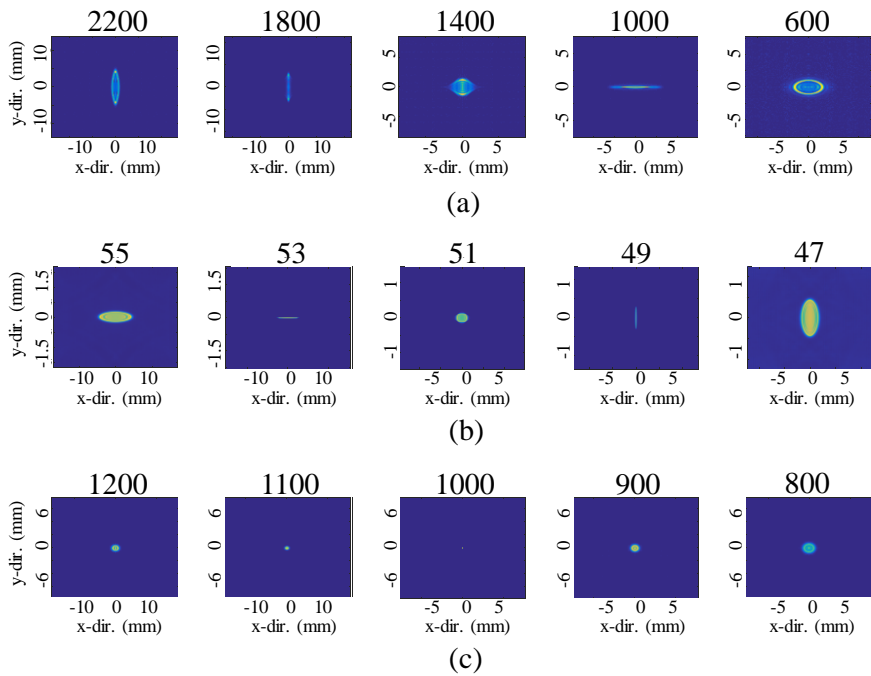 2200 1800 1400 1000 600
y-dir. (mm)
10 10 5 5 5
0 0 0 0 0
-10 -10 -5 -5 -5
-10 0 10 -10 0 10 -5 0 5 -5 0 5 -5 0 5
x-dir. (mm) x-dir. (mm) x-dir. (mm) x-dir. (mm) x-dir. (mm)
(a)
55 53 51 49 47
y-dir. (mm)
1.5 1.5 1 1 1
0 0 0 0 0
-1.5 -1.5 -1 -1 -1
-10 0 10 -10 0 10 -5 0 5 -5 0 5 -5 0 5
x-dir. (mm) x-dir. (mm) x-dir. (mm) x-dir. (mm) x-dir. (mm)
(b)
1200 1100 1000 900 800
y-dir. (mm)
6 6 6 6 6
0 0 0 0 0
-6 -6 -6 -6 -6
-10 0 10 -10 0 10 -5 0 5 -5 0 5 -5 0 5
x-dir. (mm) x-dir. (mm) x-dir. (mm) x-dir. (mm) x-dir. (mm)
(c)